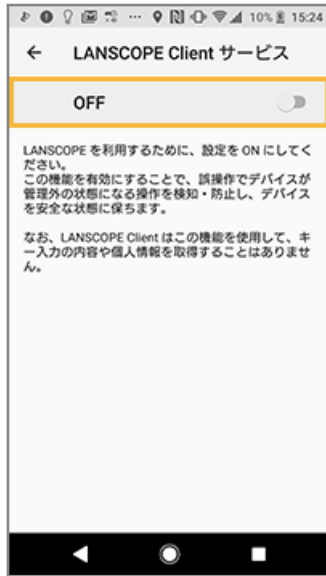 10% 15:24
← LANSCOPE Client サービス
OFF
LANSCOPE を利用するために、設定を ON にしてく
ださい。
この機能を有効にすることで、誤操作でデバイスが
管理外の状態になる操作を検知・防止し、デバイス
を安全な状態に保ちます。
なお、LANSCOPE Client はこの機能を使用して、キ
ー入力の内容や個人情報を取得することはありませ
ん。